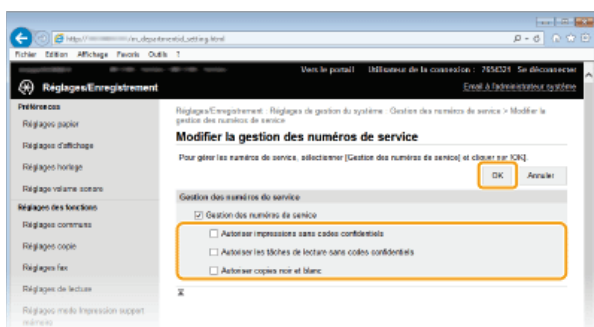 Fichier Edition Affichage Favoris Outils ?
Vers le portail Utilisateur de la connexion : 7654321 Se déconnecter
Réglages/Enregistrement
Email à l'administrateur système
Préférences
Réglages papier
Réglages d'affichage
Réglages horloge
Réglage volume sonore
Réglages des fonctions
Réglages communs
Réglages copie
Réglages fax
Réglages de lecture
Réglages mode Impression support mémoire
Réglages/Enregistrement : Réglages de gestion du système : Gestion des numéros de service > Modifier la
gestion des numéros de service
Modifier la gestion des numéros de service
Pour gérer les numéros de service, sélectionner [Gestion des numéros de service] et cliquer sur [OK].
OK Annuler
Gestion des numéros de service
Gestion des numéros de service
Autoriser impressions sans codes confidentiels
Autoriser les tâches de lecture sans codes confidentiels
Autoriser copies noir et blanc